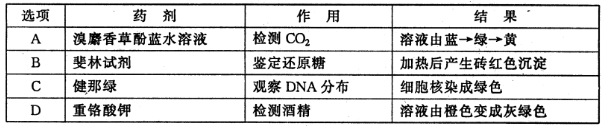 选项 药剂 作用 结果
A 溴麝香草酚蓝水溶液 检测CO₂ 溶液由蓝→绿→黄
B 斐林试剂 鉴定还原糖 加热后产生砖红色沉淀
C 健那绿 观察DNA分布 细胞核染成绿色
D 重铬酸钾 检测酒精 溶液由橙色变成灰绿色